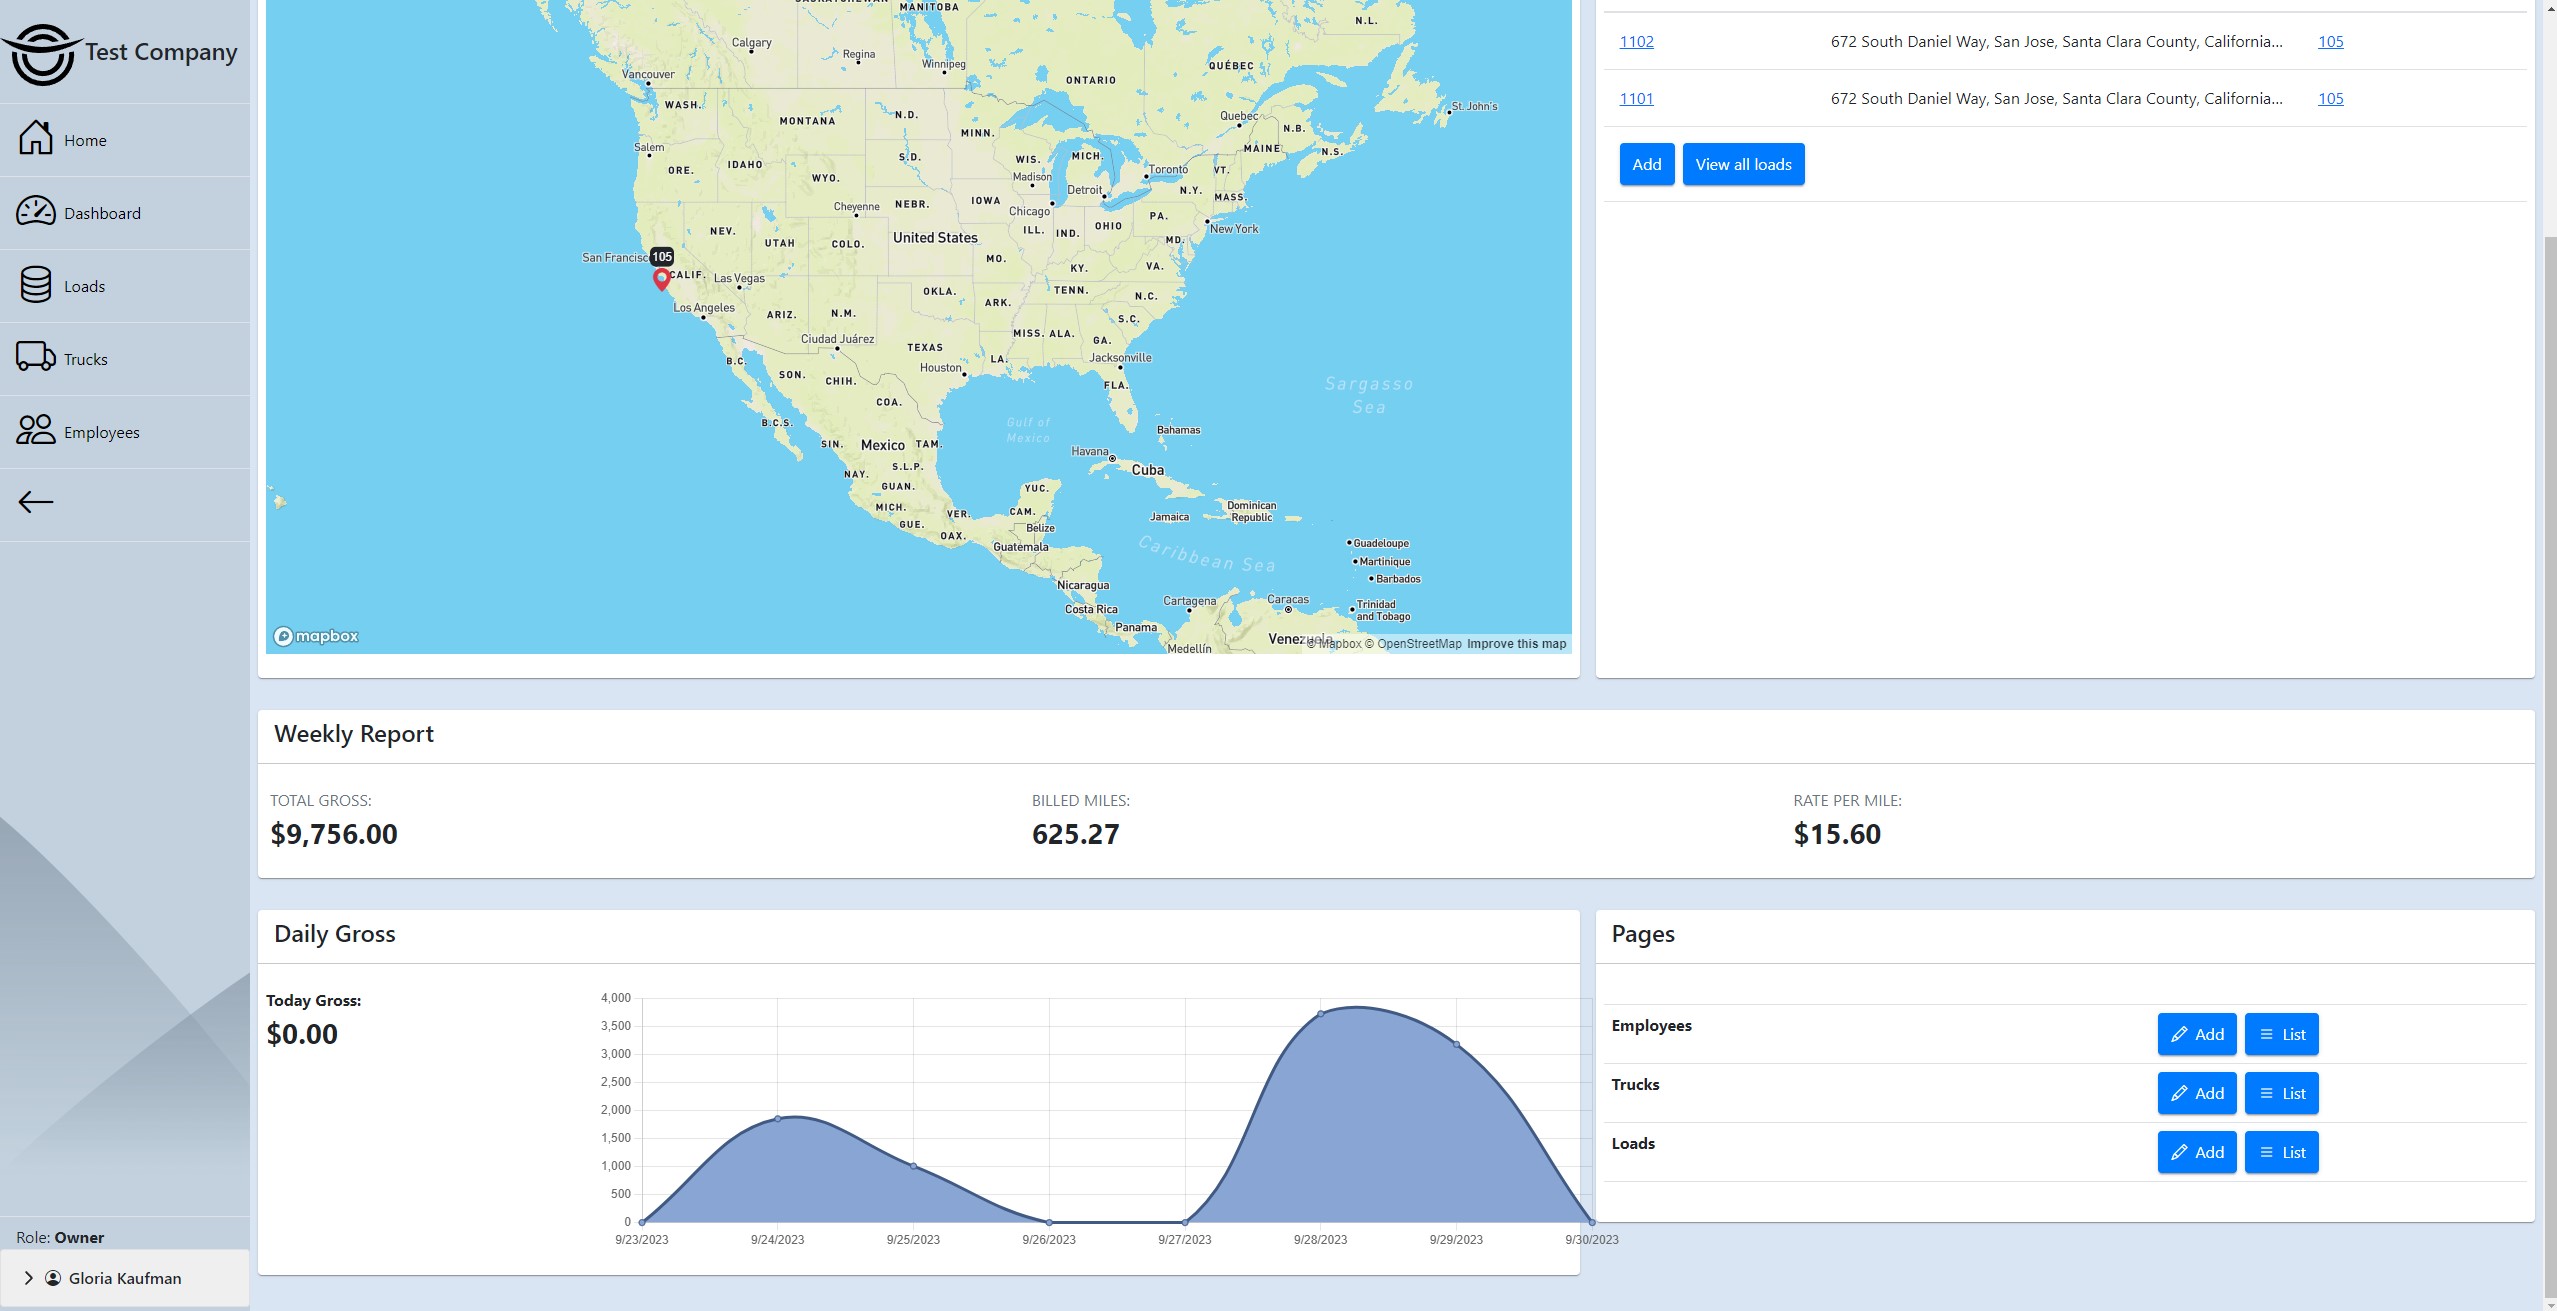 Test Company
Home
Dashboard
Loads
Trucks
Employees
Role: Owner
Gloria Kaufman
MANITOBA
N.L.
Calgary
Regina
Winnipeg
Vancouver
ONTARIO
QUÉBEC
St. John's
WASH.
MONTANA
N.D.
MINN.
Quebec
N.B.
MAINE
N.S.
Salem
ORE.
IDAHO
WYO.
S.D.
WIS.
Madison
MICH.
Toronto
VT.
Detroit
N.Y.
MASS.
Cheyenne
NEBR.
IOWA
Chicago
PA.
New York
NEV.
UTAH
COLO.
United States
ILL.
IND.
OHIO
MD.
San Francisc
105
CALIF.
Las Vegas
MO.
KY.
VA.
Los Angeles
ARIZ.
N.M.
OKLA.
ARK.
TENN.
N.C.
S.C.
Ciudad Juárez
TEXAS
MISS.
ALA.
GA.
Jacksonville
B.C.
SON.
CHIH.
Houston
LA.
FLA.
COA.
Sargasso
Sea
B.C.S.
SIN.
Mexico
TAM.
Gulf of
Mexico
Bahamas
Havana
Cuba
NAY.
S.L.P.
GUAN.
YUC.
MICH.
GUE.
VER.
CAM.
OAX.
Belize
Guatemala
Jamaica
Dominican
Republic
Caribbean Sea
Guadeloupe
Martinique
Barbados
Nicaragua
Costa Rica
Cartagena
Caracas
Trinidad
and Tobago
Panama
Medellín
Venezuela
mapbox
© Mapbox © OpenStreetMap Improve this map
1102 672 South Daniel Way, San Jose, Santa Clara County, California... 105
1101 672 South Daniel Way, San Jose, Santa Clara County, California... 105
Add View all loads
Weekly Report
TOTAL GROSS: BILLED MILES: RATE PER MILE:
$9,756.00 625.27 $15.60
Daily Gross
Today Gross:
$0.00
4,000
3,500
3,000
2,500
2,000
1,500
1,000
500
0
9/23/2023 9/24/2023 9/25/2023 9/26/2023 9/27/2023 9/28/2023 9/29/2023 9/30/2023
Pages
Employees Add List
Trucks Add List
Loads Add List